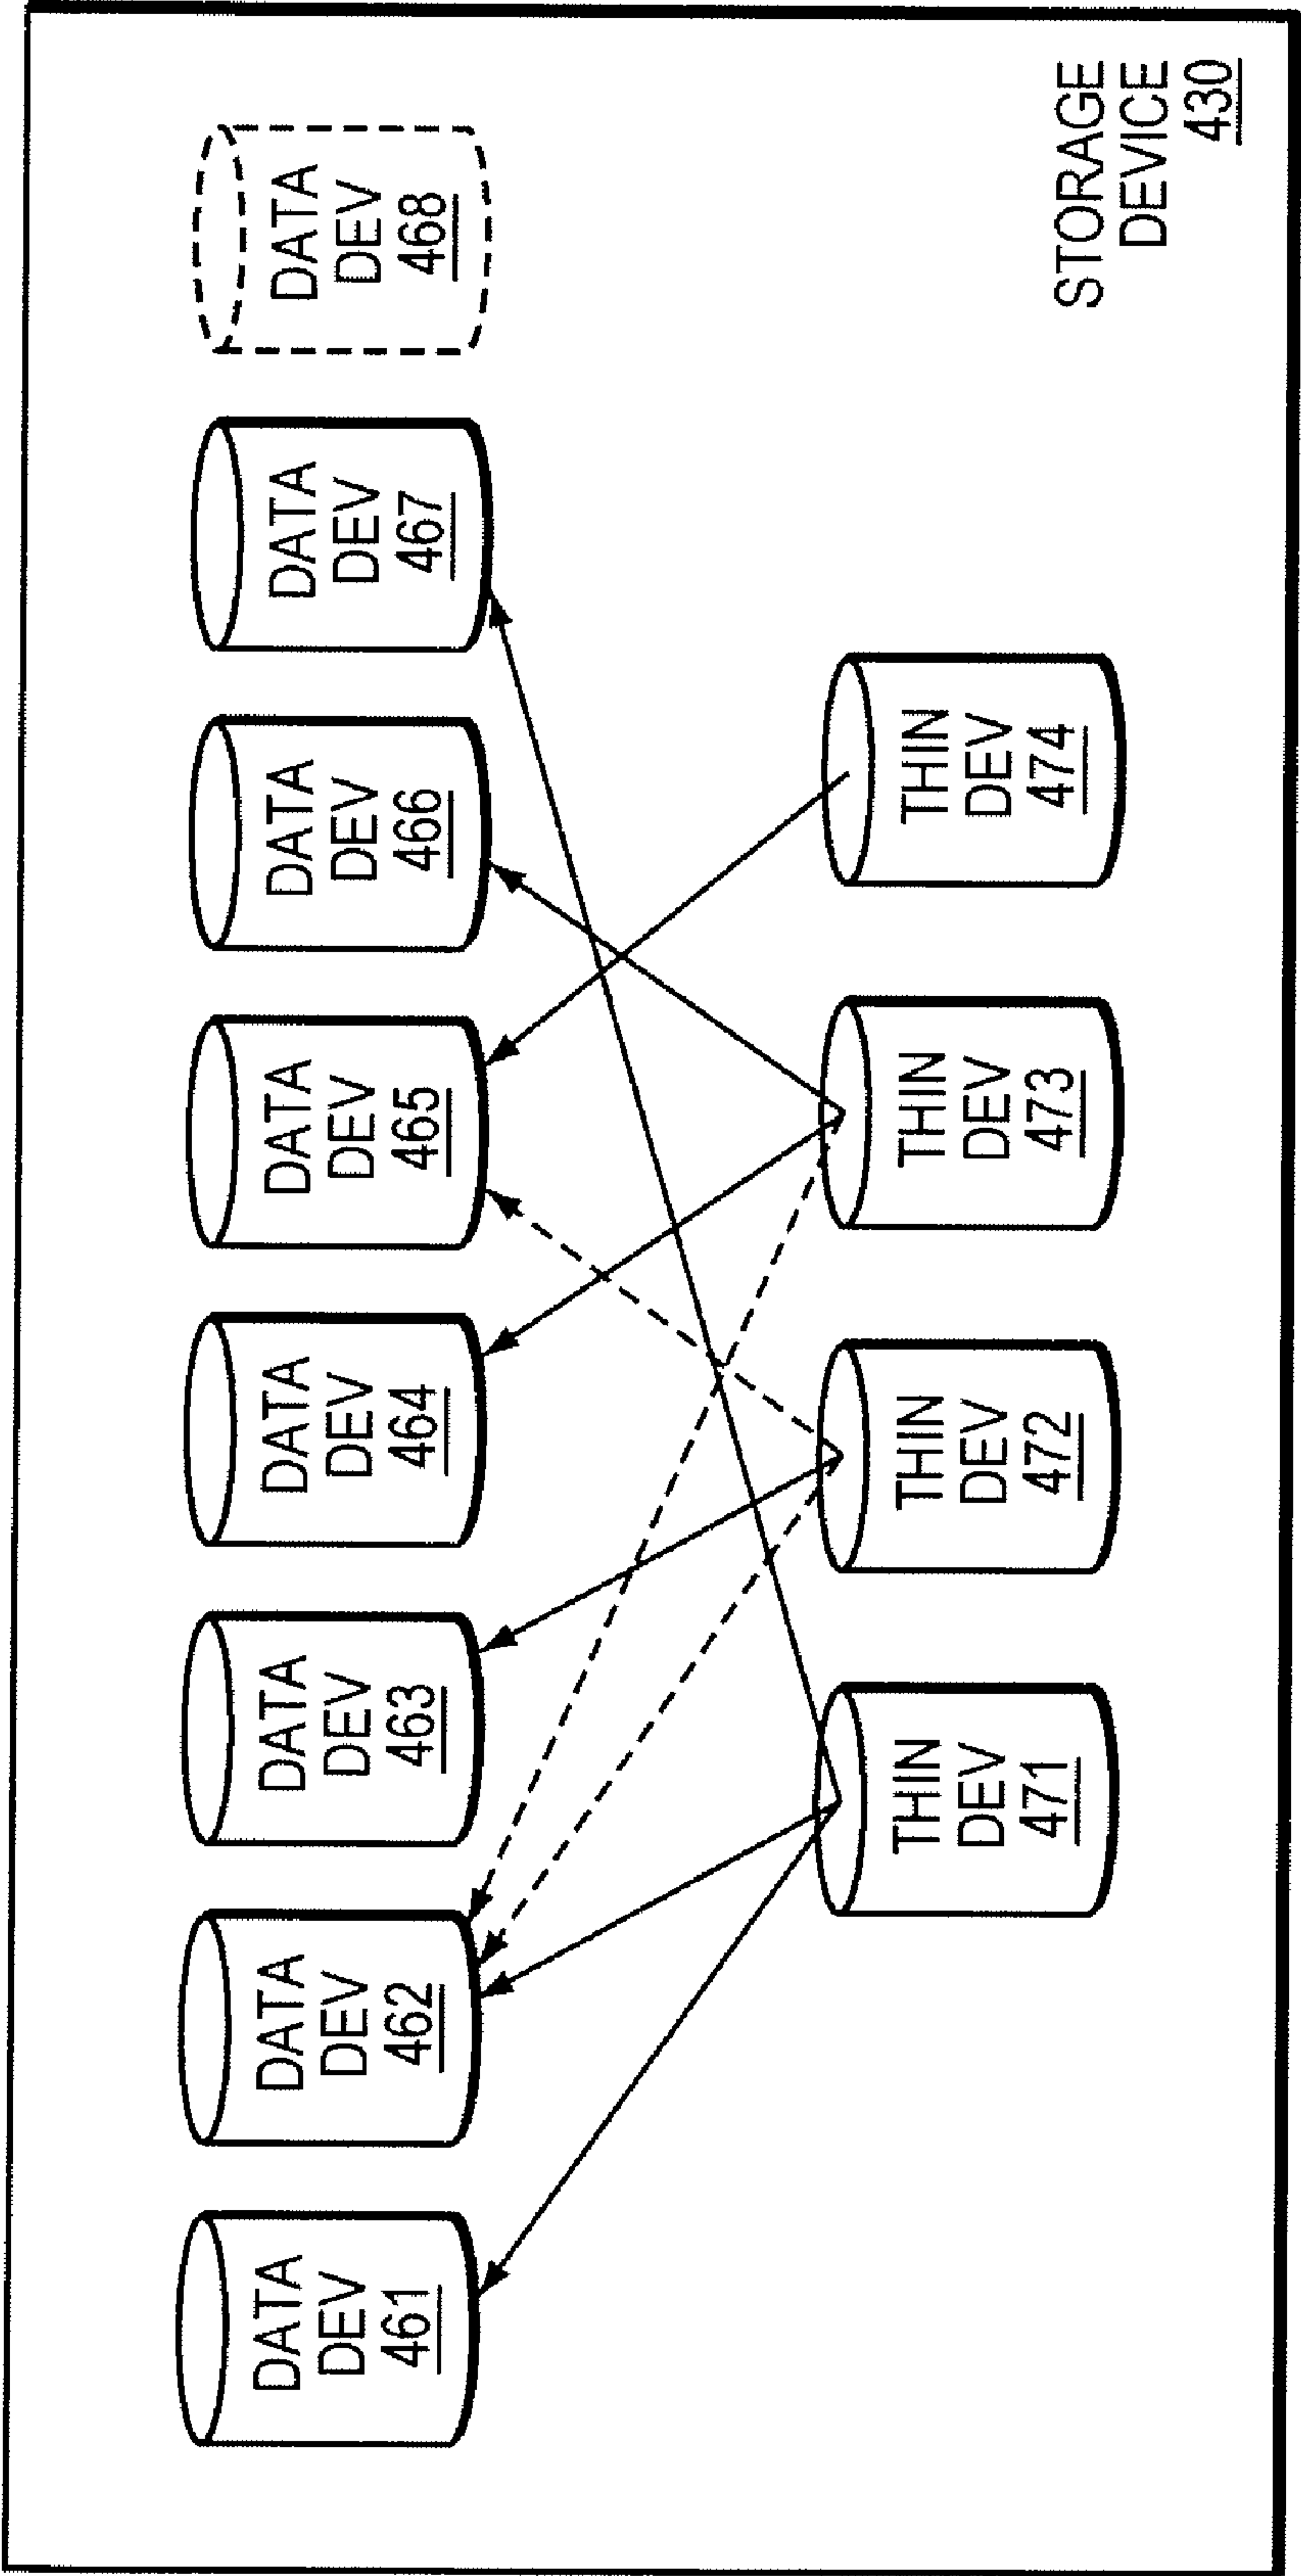 DATA
DEV
461
DATA
DEV
462
DATA
DEV
463
DATA
DEV
464
DATA
DEV
465
DATA
DEV
466
DATA
DEV
467
DATA
DEV
468
THIN
DEV
471
THIN
DEV
472
THIN
DEV
473
THIN
DEV
474
STORAGE
DEVICE
430